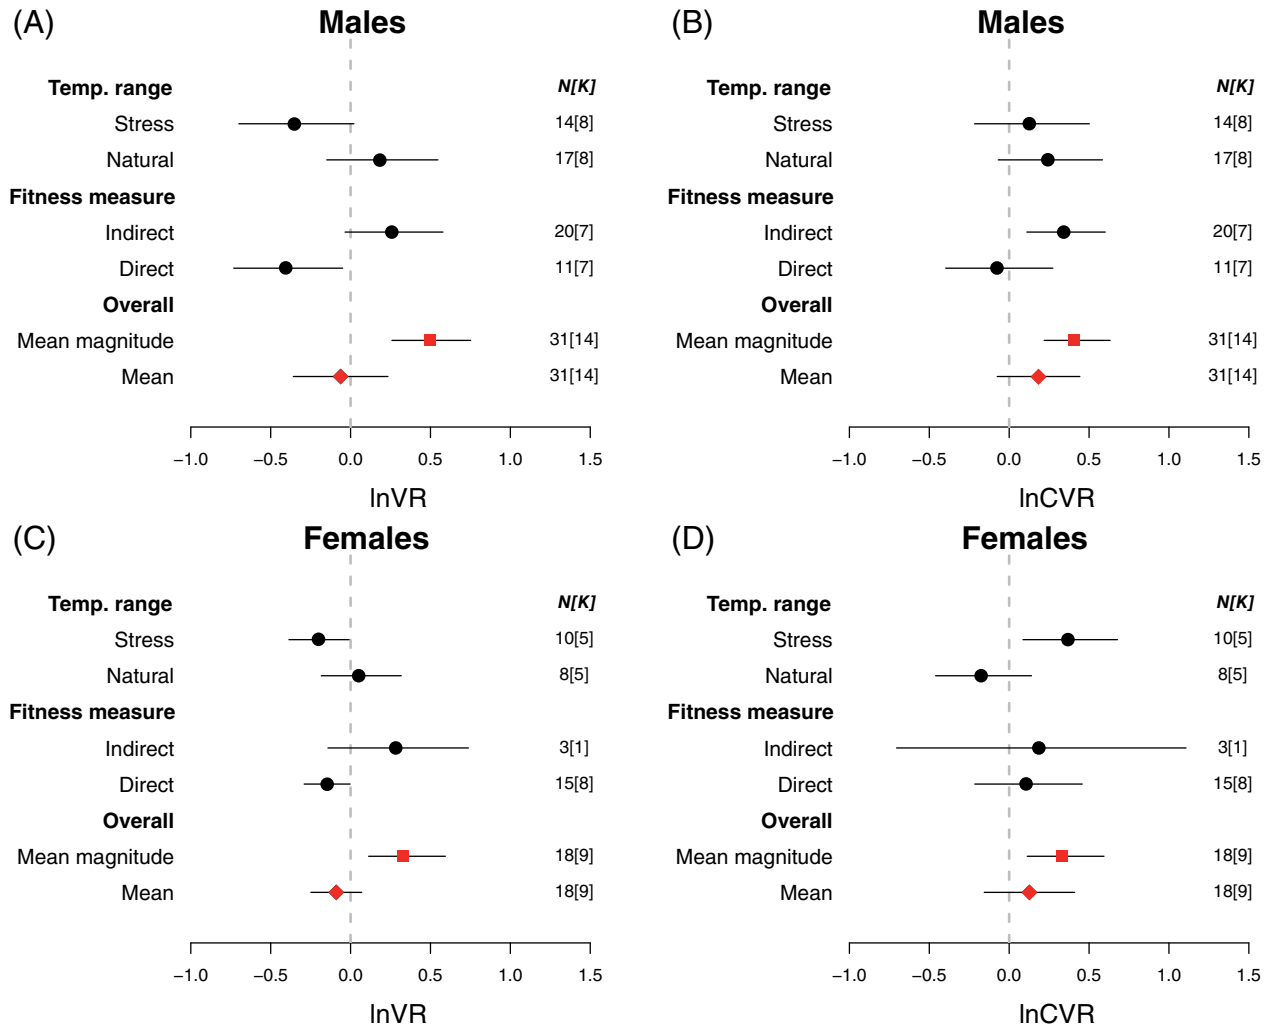 (A) Males
Temp. range N[K]
Stress 14[8]
Natural 17[8]
Fitness measure
Indirect 20[7]
Direct 11[7]
Overall
Mean magnitude 31[14]
Mean 31[14]
−1.0 −0.5 0.0 0.5 1.0 1.5
lnVR
(B) Males
Temp. range N[K]
Stress 14[8]
Natural 17[8]
Fitness measure
Indirect 20[7]
Direct 11[7]
Overall
Mean magnitude 31[14]
Mean 31[14]
−1.0 −0.5 0.0 0.5 1.0 1.5
lnCVR
(C) Females
Temp. range N[K]
Stress 10[5]
Natural 8[5]
Fitness measure
Indirect 3[1]
Direct 15[8]
Overall
Mean magnitude 18[9]
Mean 18[9]
−1.0 −0.5 0.0 0.5 1.0 1.5
lnVR
(D) Females
Temp. range N[K]
Stress 10[5]
Natural 8[5]
Fitness measure
Indirect 3[1]
Direct 15[8]
Overall
Mean magnitude 18[9]
Mean 18[9]
−1.0 −0.5 0.0 0.5 1.0 1.5
lnCVR